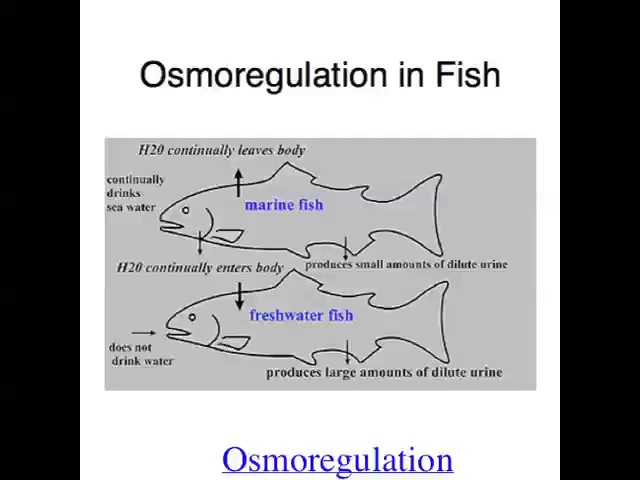 Osmoregulation in Fish
H20 continually leaves body
continually
drinks
sea water
marine fish
produces small amounts of dilute urine
H20 continually enters body
freshwater fish
does not
drink water
produces large amounts of dilute urine
Osmoregulation